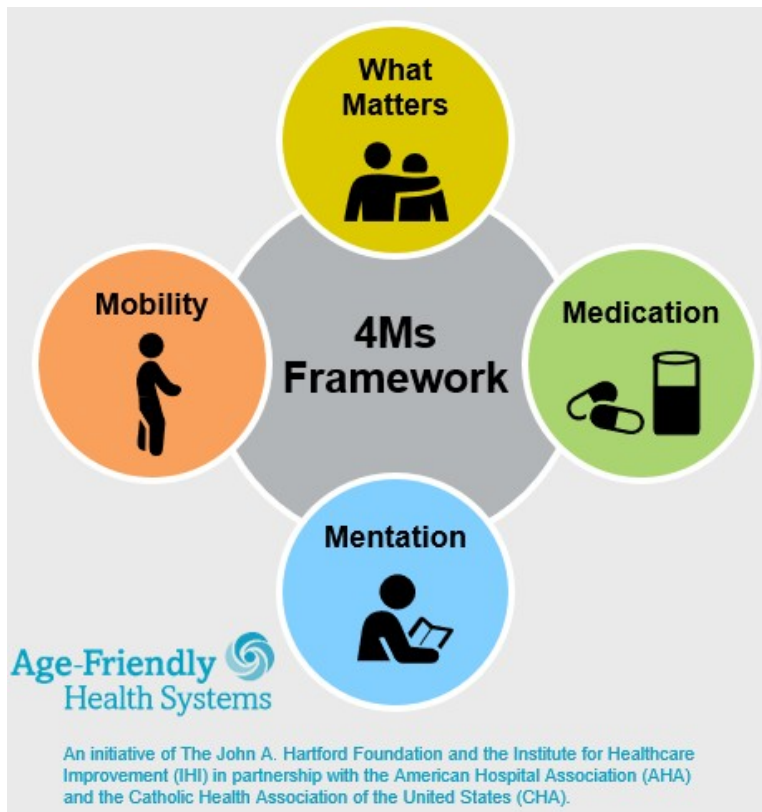 What
Matters
Mobility
4Ms
Framework
Medication
Mentation
Age-Friendly
Health Systems
An initiative of The John A. Hartford Foundation and the Institute for Healthcare
Improvement (IHI) in partnership with the American Hospital Association (AHA)
and the Catholic Health Association of the United States (CHA).